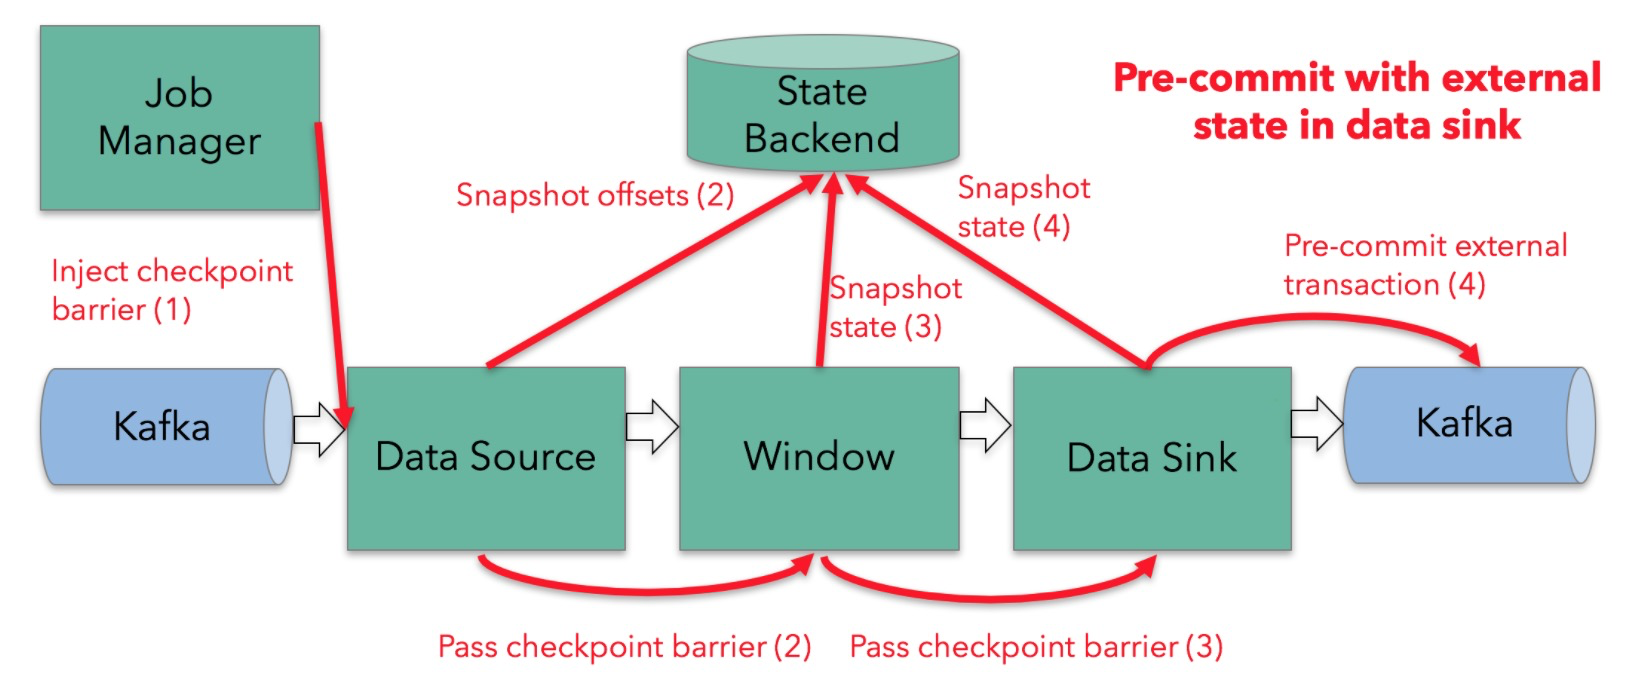 Job
Manager
State
Backend
Pre-commit with external
state in data sink
Snapshot offsets (2)
Snapshot
state (4)
Pre-commit external
transaction (4)
Inject checkpoint
barrier (1)
Snapshot
state (3)
Kafka
Data Source
Window
Data Sink
Kafka
Pass checkpoint barrier (2)
Pass checkpoint barrier (3)